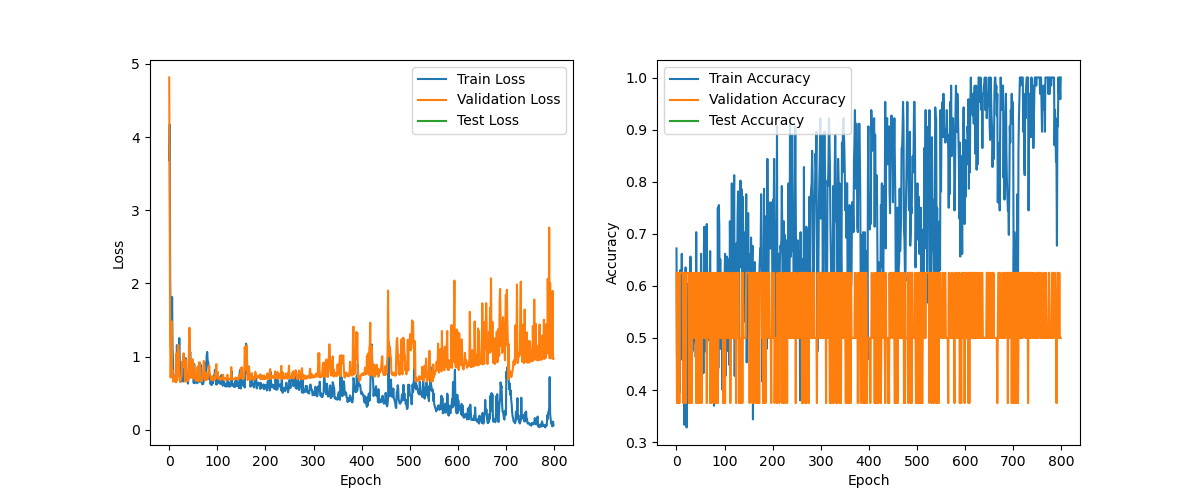 Train Loss
Validation Loss
Test Loss
5
4
3
2
1
0
Loss
0 100 200 300 400 500 600 700 800
Epoch
Train Accuracy
Validation Accuracy
Test Accuracy
1.0
0.9
0.8
0.7
0.6
0.5
0.4
0.3
Accuracy
0 100 200 300 400 500 600 700 800
Epoch